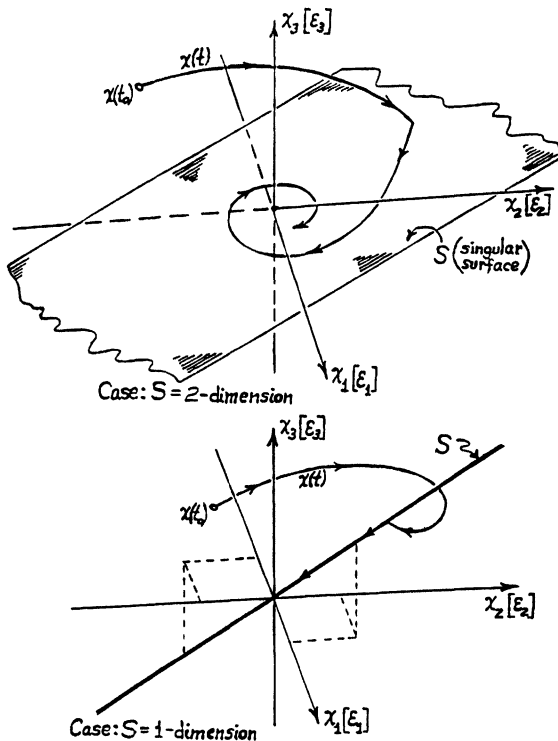 χ₃[ε₃]
χ(t)
χ(t₀)
χ₂[ε₂]
S (singular
surface)
χ₁[ε₁]
Case: S = 2-dimension
χ₃[ε₃]
S
χ(t₀)
χ(t)
χ₂[ε₂]
χ₁[ε₁]
Case: S = 1-dimension